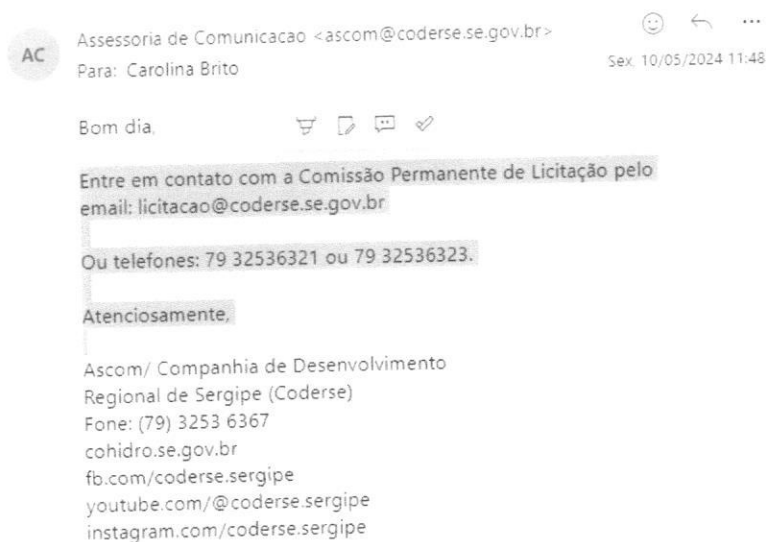 AC
Assessoria de Comunicacao <ascom@coderse.se.gov.br>
Para: Carolina Brito
Sex, 10/05/2024 11:48
Bom dia,
Entre em contato com a Comissão Permanente de Licitação pelo
email: licitacao@coderse.se.gov.br
Ou telefones: 79 32536321 ou 79 32536323.
Atenciosamente,
Ascom/ Companhia de Desenvolvimento
Regional de Sergipe (Coderse)
Fone: (79) 3253 6367
cohidro.se.gov.br
fb.com/coderse.sergipe
youtube.com/@coderse.sergipe
instagram.com/coderse.sergipe